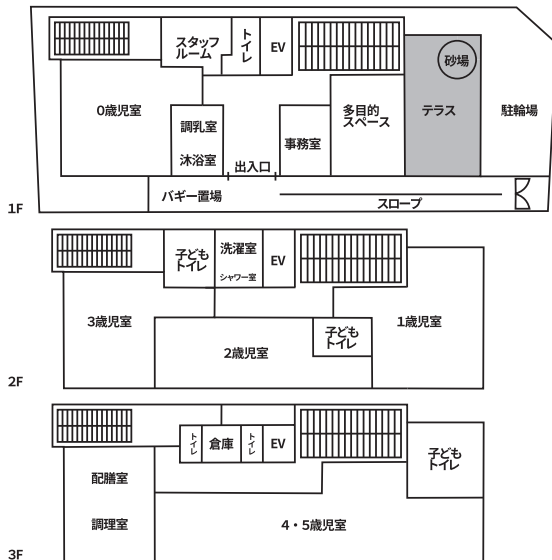 スタッフ
ルーム
トイレ
EV
砂場
0歳児室
調乳室
沐浴室
事務室
多目的
スペース
テラス
駐輪場
出入口
バギー置場
スロープ
1F
子ども
トイレ
洗濯室
シャワー室
EV
3歳児室
2歳児室
子ども
トイレ
1歳児室
2F
トイレ
倉庫
トイレ
EV
子ども
トイレ
配膳室
調理室
4・5歳児室
3F